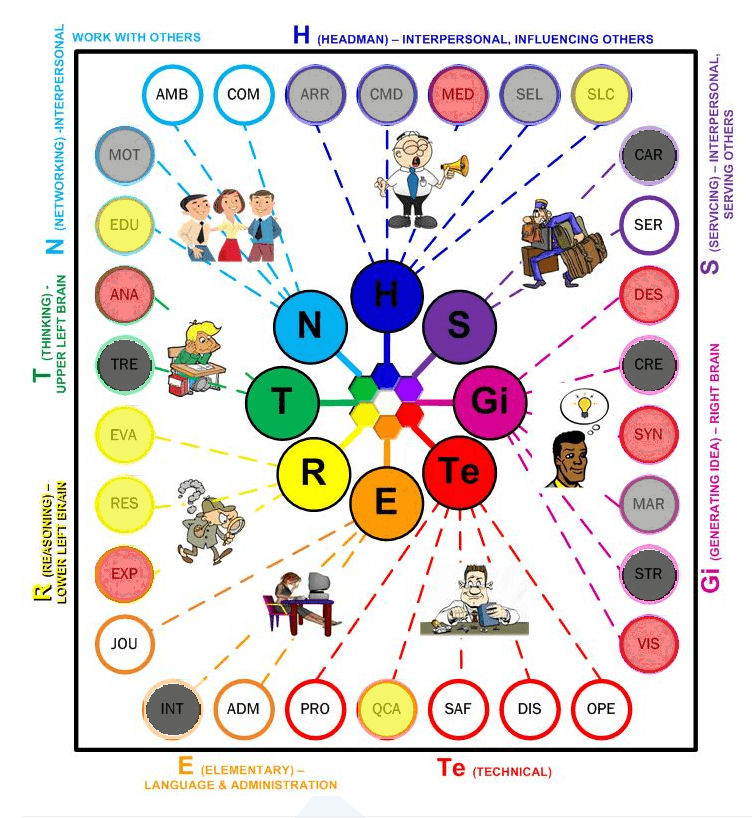 WORK WITH OTHERS
H (HEADMAN) – INTERPERSONAL, INFLUENCING OTHERS
N (NETWORKING) -INTERPERSONAL
S (SERVICING) – INTERPERSONAL,
SERVING OTHERS
AMB COM ARR CMD MED SEL SLC
MOT CAR
EDU SER
T (THINKING) -
UPPER LEFT BRAIN
ANA DES
H
N S
TRE CRE
T Gi
EVA SYN
R Te
E
RES MAR
Gi (GENERATING IDEA) – RIGHT BRAIN
R (REASONING) –
LOWER LEFT BRAIN
EXP STR
JOU VIS
INT ADM PRO QCA SAF DIS OPE
E (ELEMENTARY) –
LANGUAGE & ADMINISTRATION
Te (TECHNICAL)